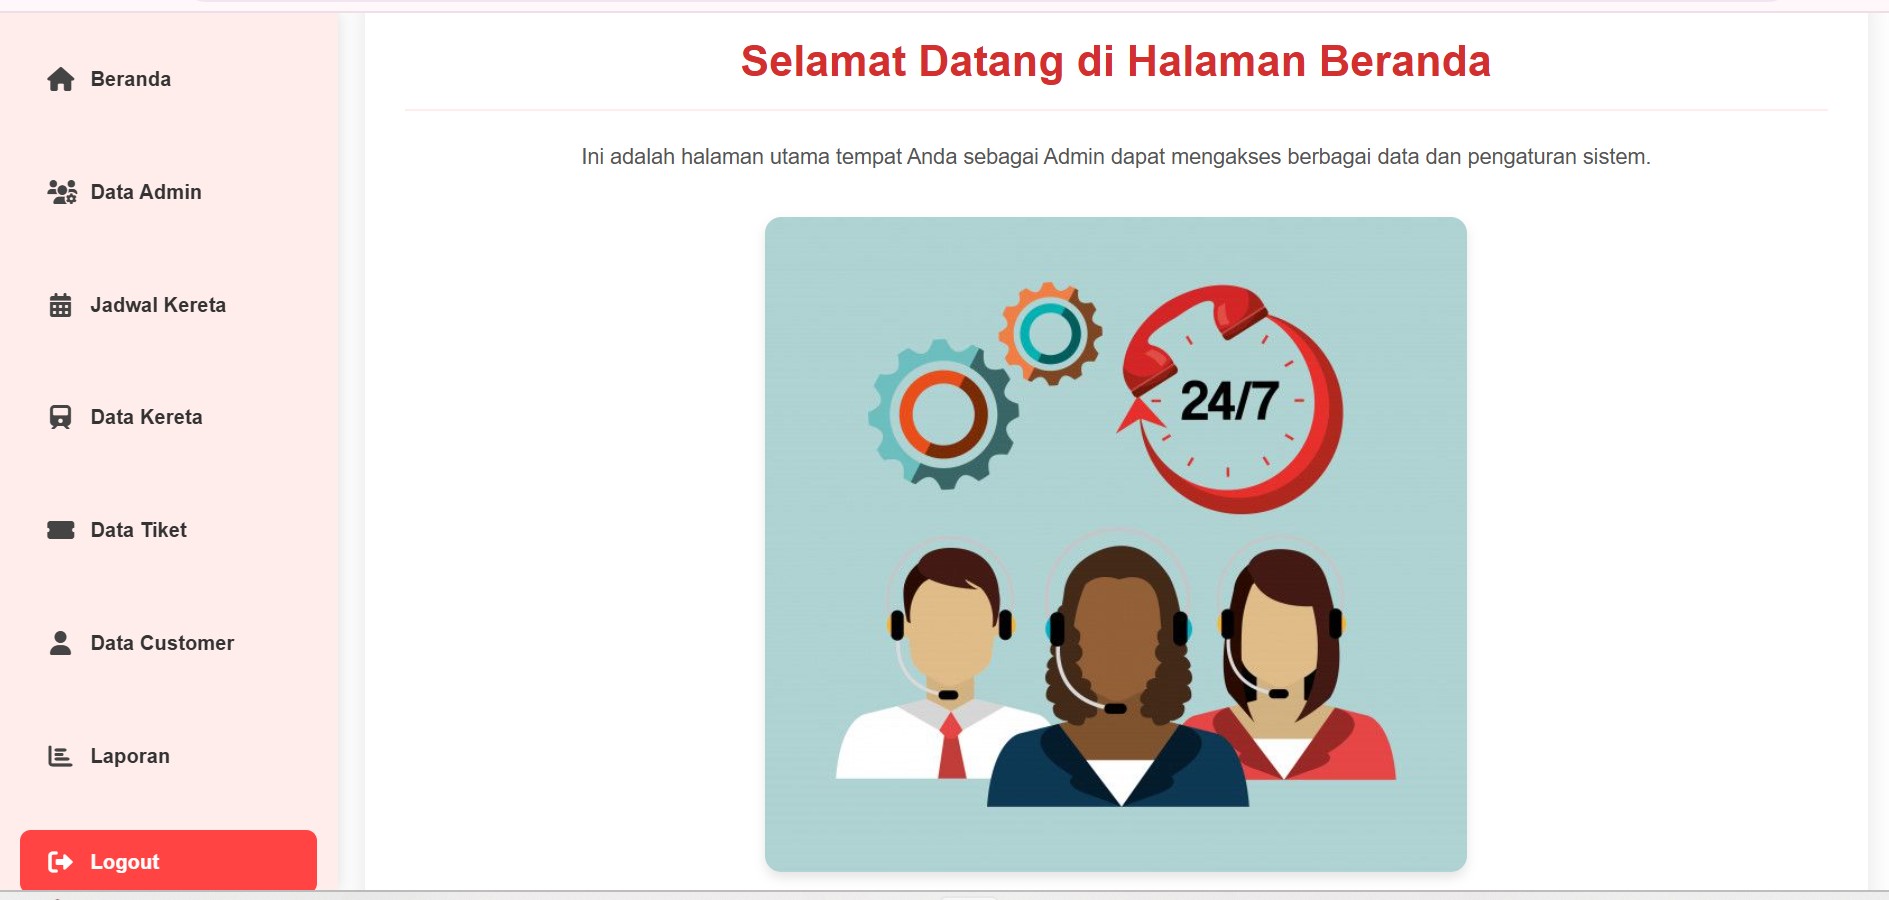 Beranda
Data Admin
Jadwal Kereta
Data Kereta
Data Tiket
Data Customer
Laporan
Logout
Selamat Datang di Halaman Beranda
Ini adalah halaman utama tempat Anda sebagai Admin dapat mengakses berbagai data dan pengaturan sistem.
24/7